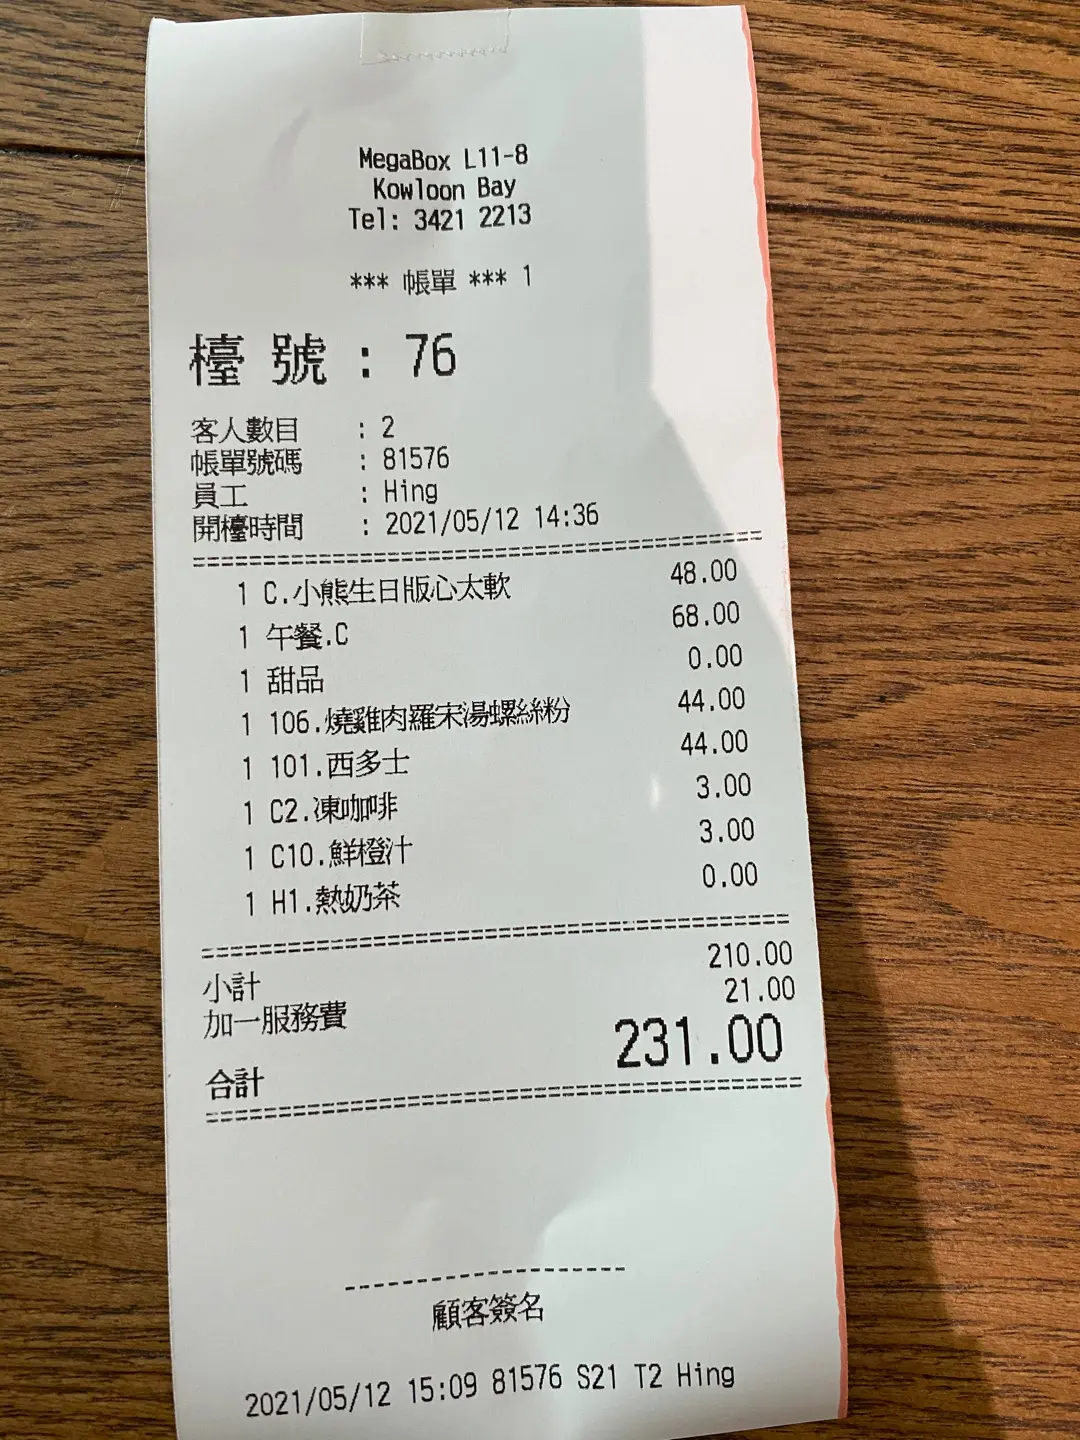 MegaBox L11-8
Kowloon Bay
Tel: 3421 2213
*** 帳單 *** 1
檯 號 : 76
客人數目 : 2
帳單號碼 : 81576
員工 : Hing
開檯時間 : 2021/05/12 14:36
1 C.小熊生日版心太軟 48.00
1 午餐.C 68.00
1 甜品 0.00
1 106.燒雞肉羅宋湯螺絲粉 44.00
1 101.西多士 44.00
1 C2.凍咖啡 3.00
1 C10.鮮橙汁 3.00
1 H1.熱奶茶 0.00
小計 210.00
加一服務費 21.00
合計 231.00
顧客簽名
2021/05/12 15:09 81576 S21 T2 Hing